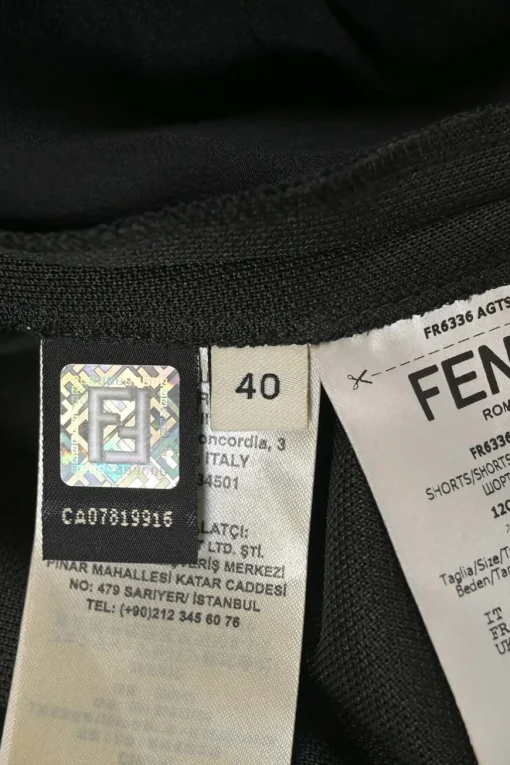 CA07819916
40
oncordia, 3
ITALY
34501
LATÇI:
LTD. ŞTİ.
VERİŞ MERKEZİ
PINAR MAHALLESİ KATAR CADDESİ
NO: 479 SARIYER/ İSTANBUL
TEL: (+90)212 345 60 76
FR6336 AGTS
FEN
ROM
FR6336
SHORTS/SHORTS
ШОРТ
120
Taglia/Size/T
Beden/Tar
IT
FR
UK